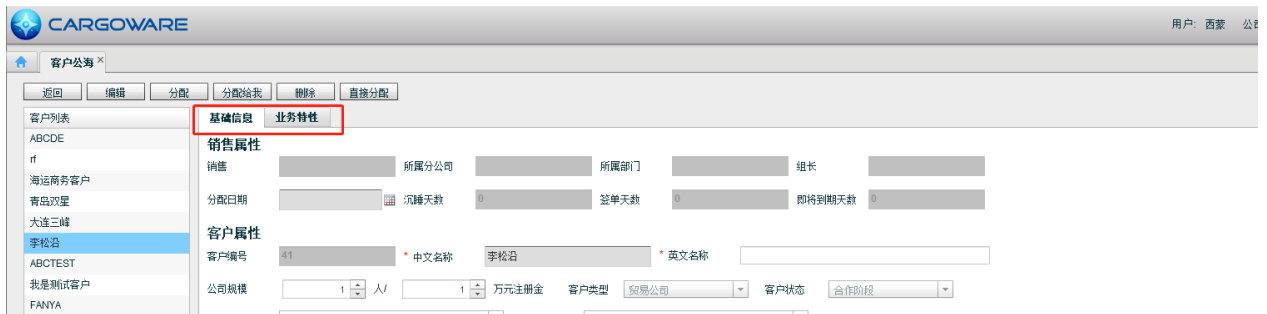 CARGOWARE
用户: 西蒙
客户公海
返回 编辑 分配 分配给我 删除 直接分配
客户列表
ABCDE
rf
海运商务客户
青岛双星
大连三峰
李松沿
ABCTEST
我是测试客户
FANYA
基础信息 业务特性
销售属性
销售 所属分公司 所属部门 组长
分配日期 沉睡天数 0 签单天数 0 即将到期天数 0
客户属性
客户编号 41 * 中文名称 李松沿 * 英文名称
公司规模 1 人/ 1 万元注册金 客户类型 贸易公司 客户状态 合作阶段